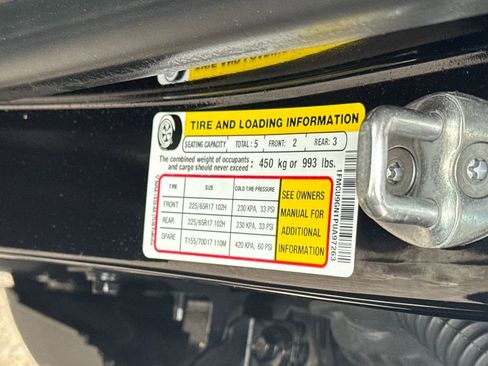 TIRE AND LOADING INFORMATION
SEATING CAPACITY TOTAL: 5 FRONT: 2 REAR: 3
The combined weight of occupants
and cargo should never exceed : 450 kg or 993 lbs.
TIRE SIZE COLD TIRE PRESSURE
FRONT 225/65R17 102H 230 KPA, 33 PSI
REAR 225/65R17 102H 230 KPA, 33 PSI
SPARE T155/70D17 110M 420 KPA, 60 PSI
SEE OWNERS
MANUAL FOR
ADDITIONAL
INFORMATION
1FMCU9GN1PUA97263